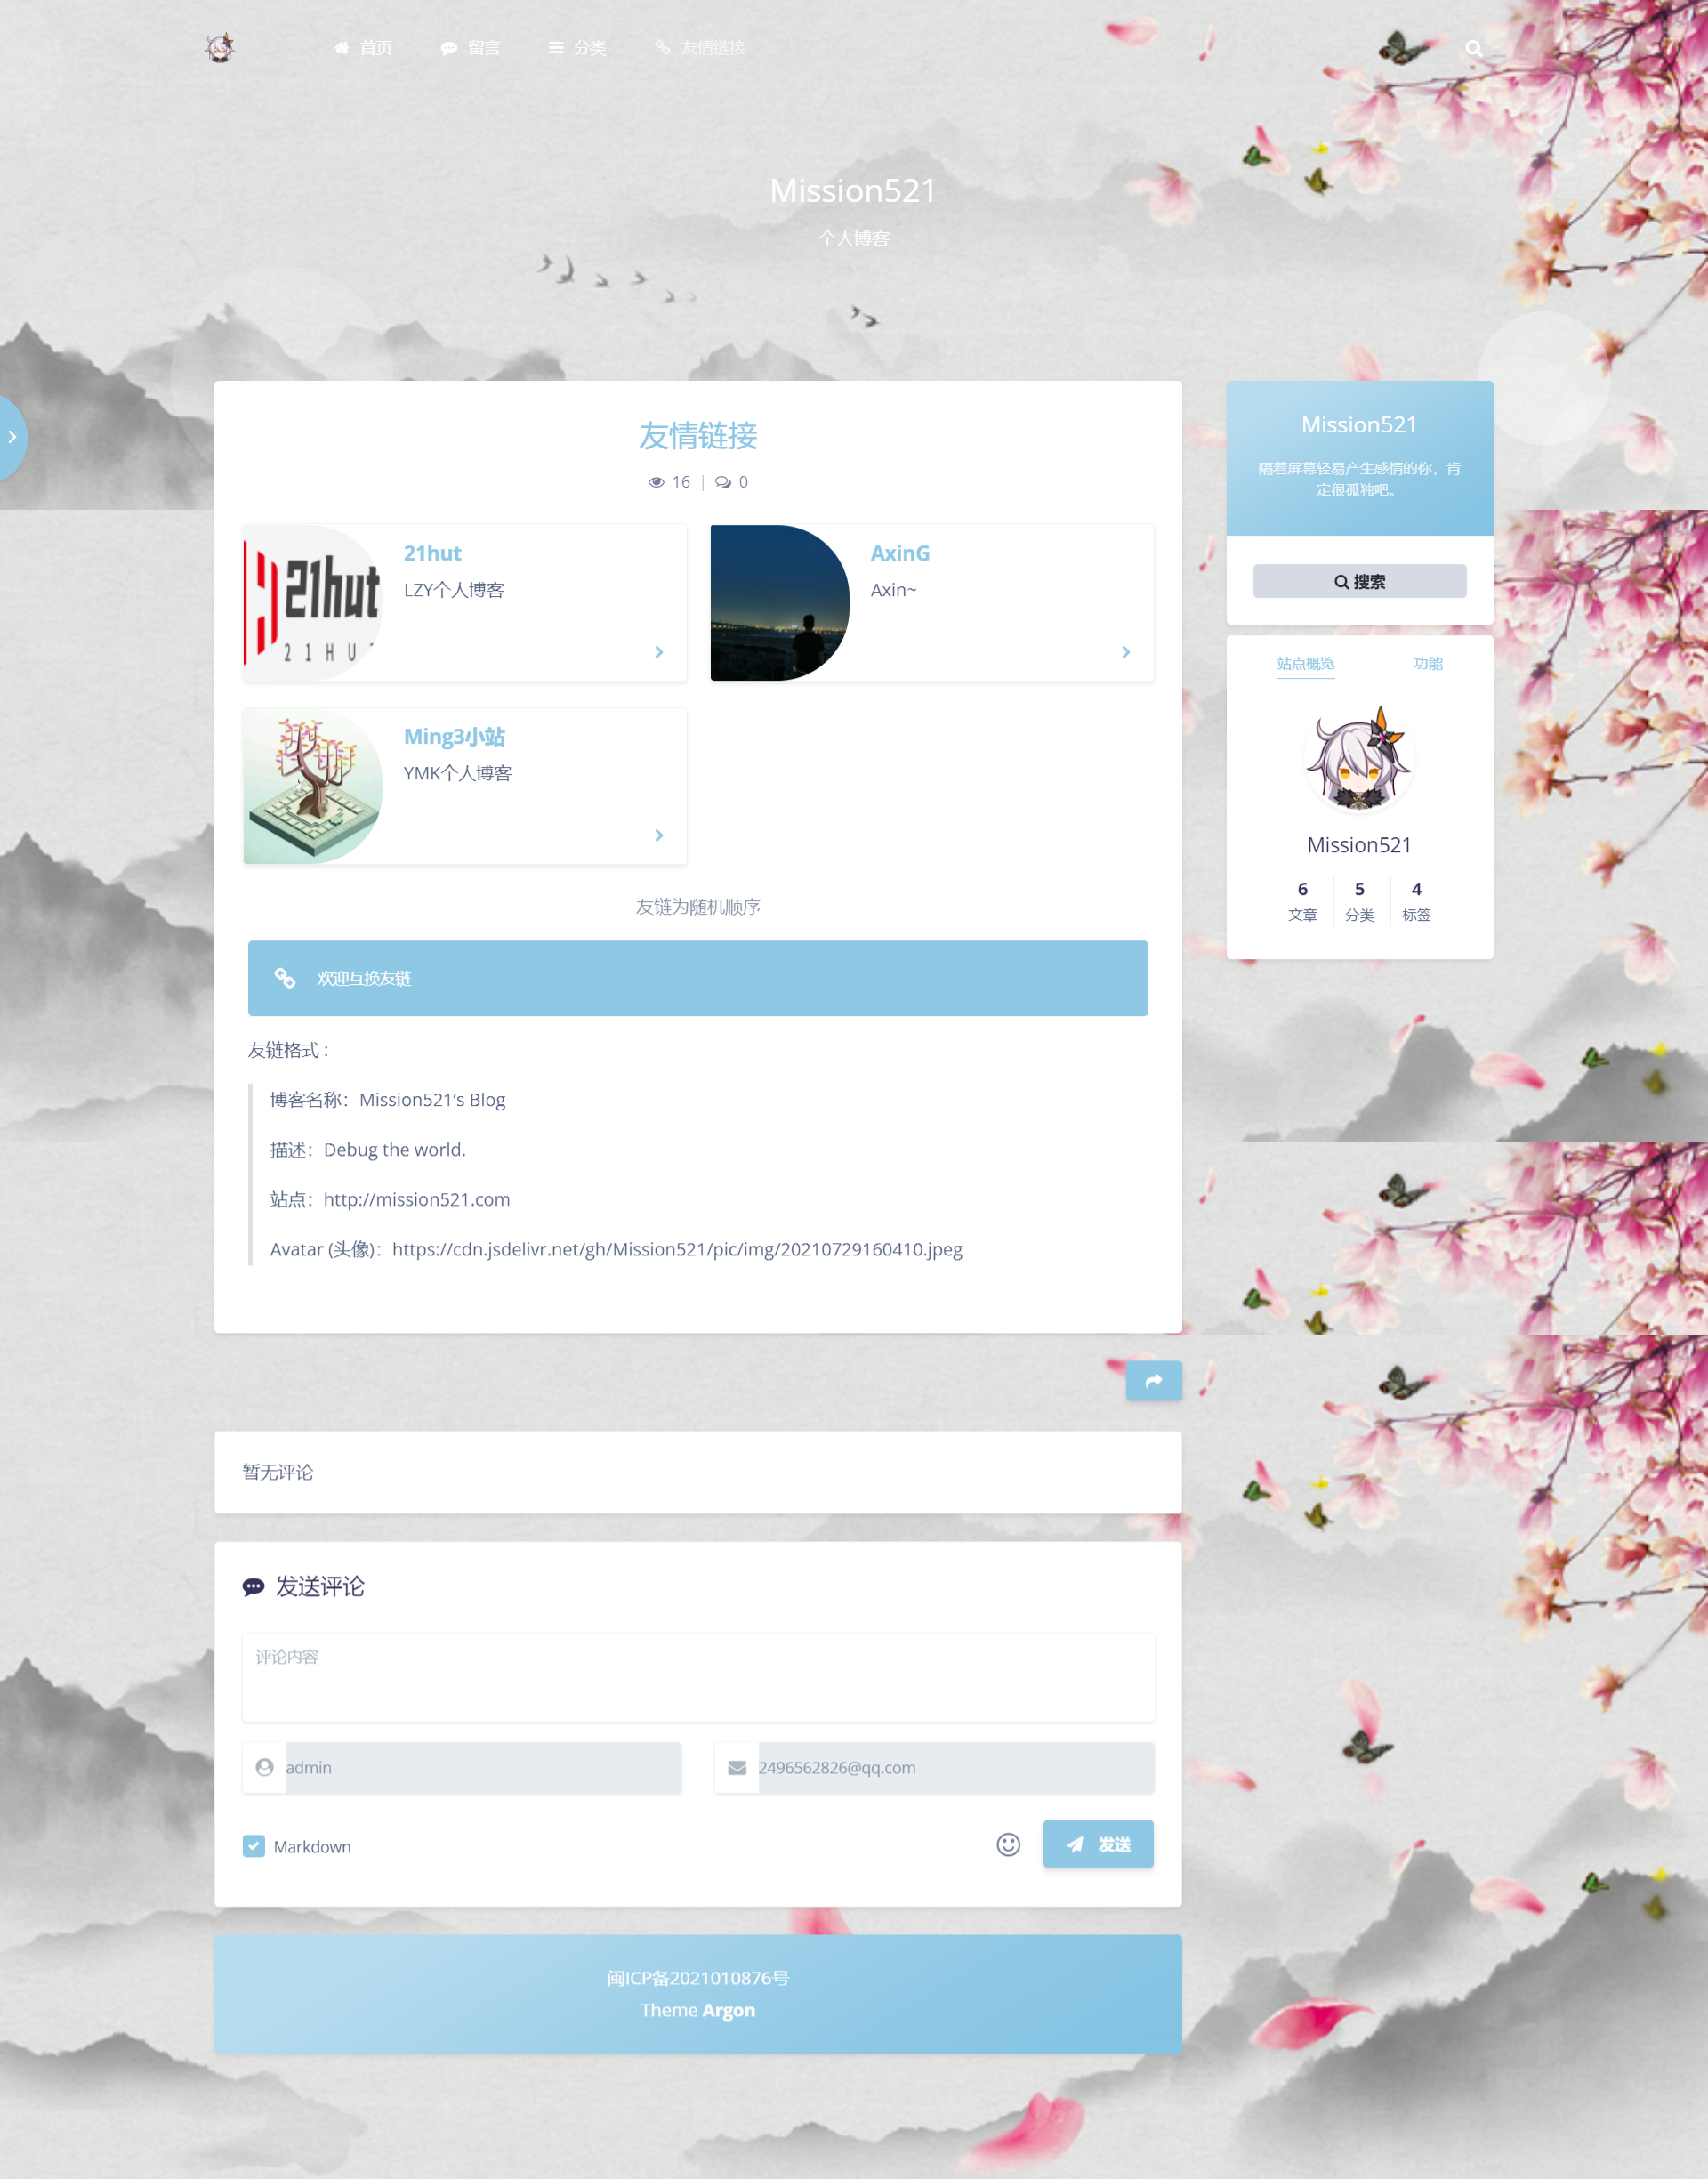 首页
留言
分类
友情链接
Mission521
个人博客
友情链接
16 | 0
21hut
21HU
21hut
LZY个人博客
AxinG
Axin~
Ming3小站
YMK个人博客
友链为随机顺序
欢迎互换友链
友链格式：
博客名称：Mission521’s Blog
描述：Debug the world.
站点：http://mission521.com
Avatar (头像)：https://cdn.jsdelivr.net/gh/Mission521/pic/img/20210729160410.jpeg
Mission521
隔着屏幕轻易产生感情的你，肯
定很孤独吧。
搜索
站点概览 功能
Mission521
6 5 4
文章 分类 标签
暂无评论
发送评论
评论内容
admin
2496562826@qq.com
Markdown
发送
闽ICP备2021010876号
Theme Argon